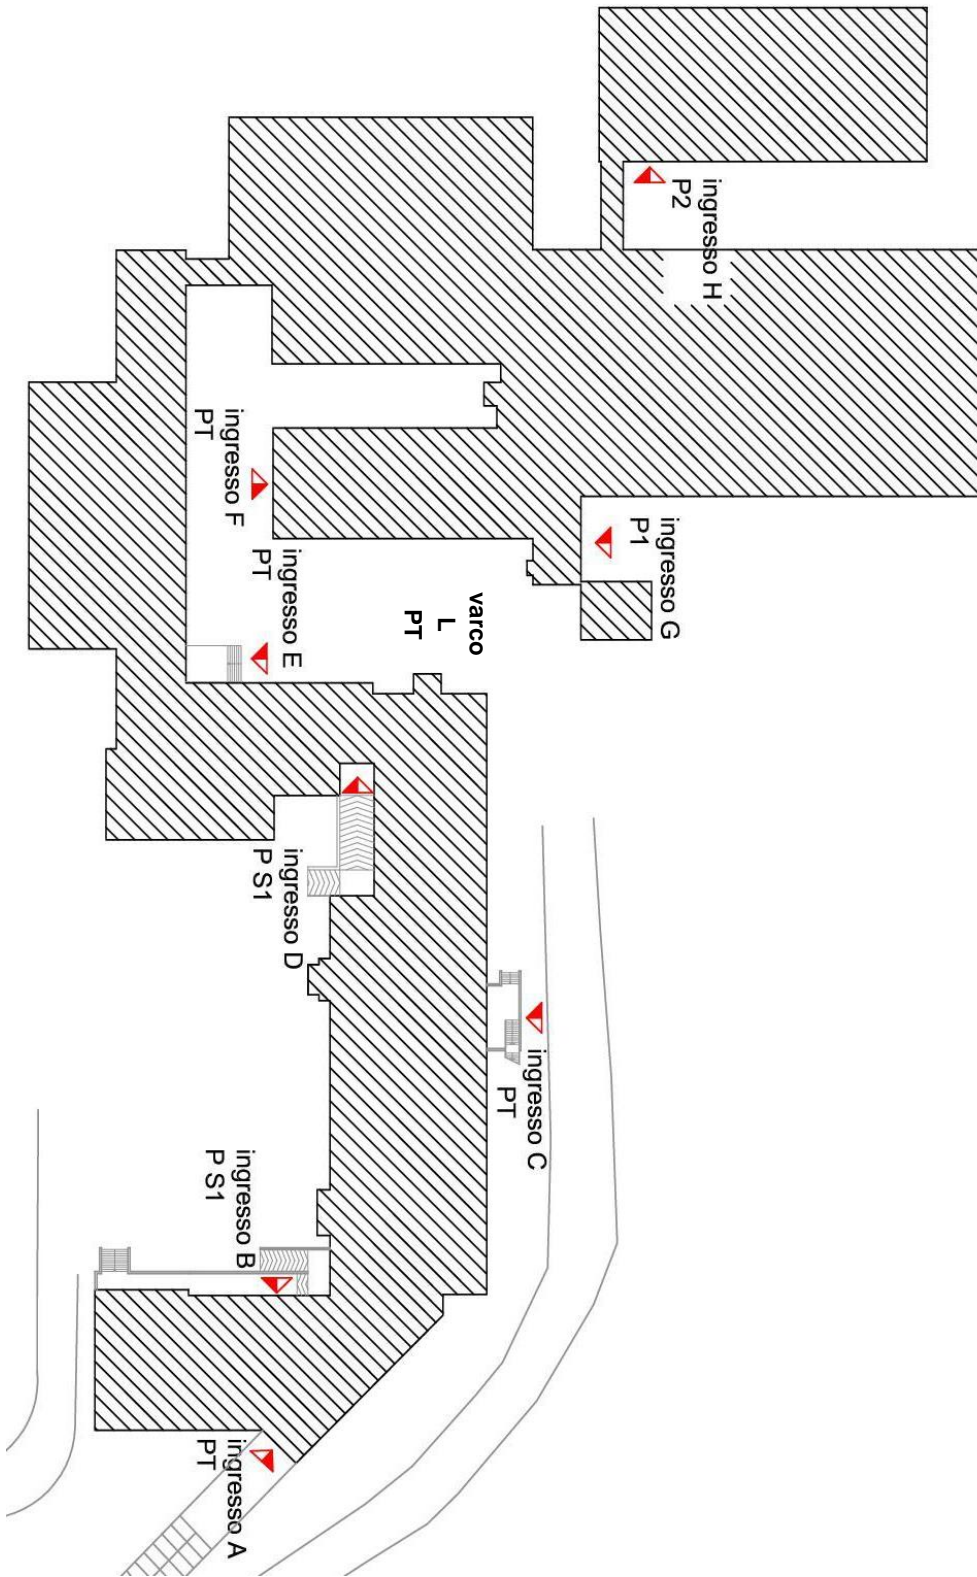 ingresso H
P2
ingresso F
PT
ingresso G
P1
ingresso E
PT
varco
L
PT
ingresso D
P S1
ingresso C
PT
ingresso B
P S1
ingresso A
PT